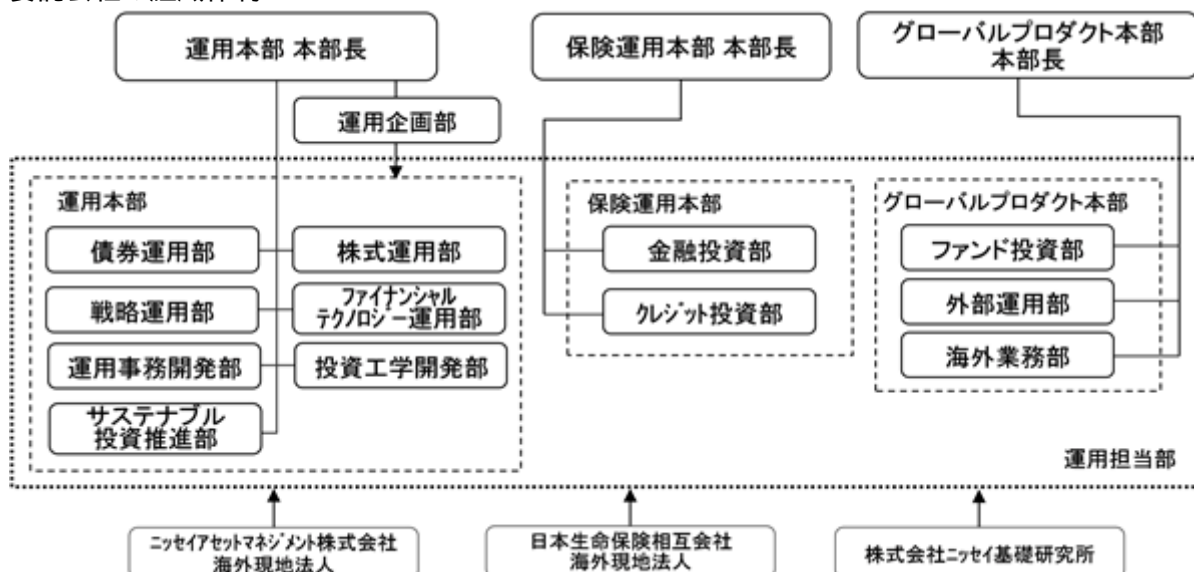 運用本部 本部長
保険運用本部 本部長
グローバルプロダクト本部
本部長
運用企画部
運用本部
債券運用部
株式運用部
戦略運用部
ファイナンシャル
テクノロジー運用部
運用事務開発部
投資工学開発部
サステナブル
投資推進部
保険運用本部
金融投資部
クレジット投資部
グローバルプロダクト本部
ファンド投資部
外部運用部
海外業務部
運用担当部
ニッセイアセットマネジメント株式会社
海外現地法人
日本生命保険相互会社
海外現地法人
株式会社ニッセイ基礎研究所